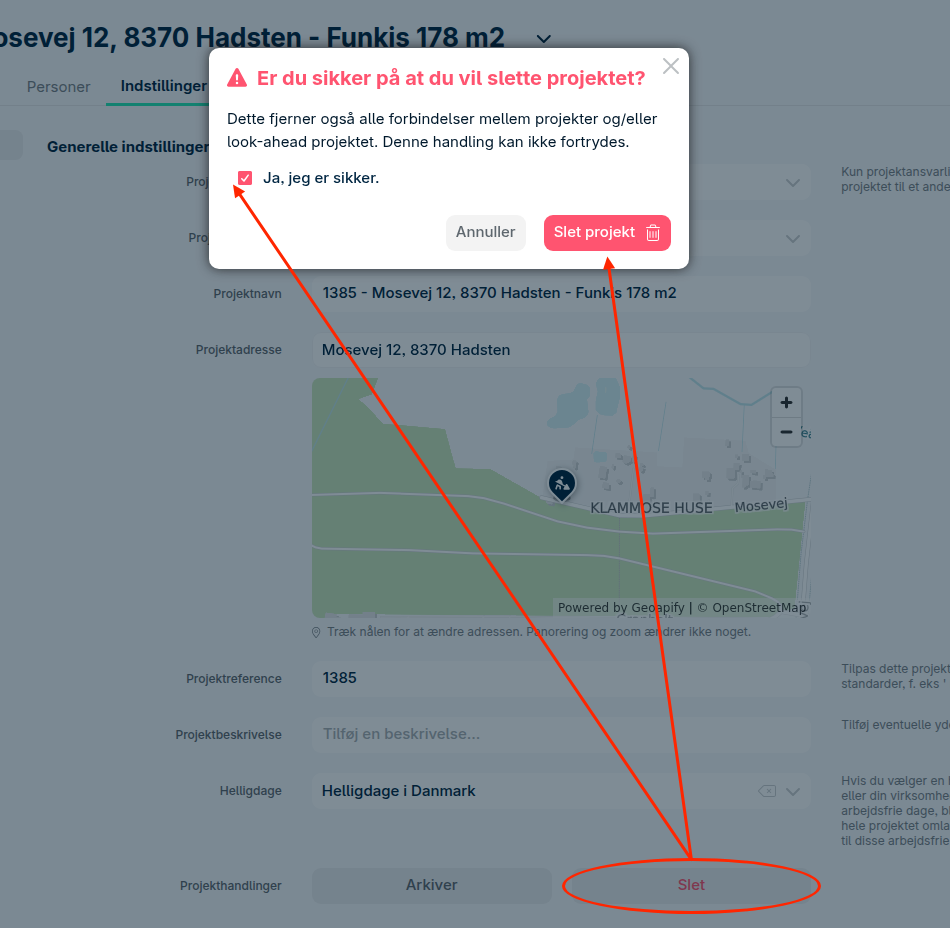 osevej 12, 8370 Hadsten - Funkis 178 m2
Personer
Indstillinger
Er du sikker på at du vil slette projektet?
Dette fjerner også alle forbindelser mellem projekter og/eller
look-ahead projektet. Denne handling kan ikke fortrydes.
Ja, jeg er sikker.
Annuller
Slet projekt
Generelle indstillinger
Proj
Kun projektansvarli
projektet til et ande
Pro
Projektnavn
1385 - Mosevej 12, 8370 Hadsten - Funkis 178 m2
Projektadresse
Mosevej 12, 8370 Hadsten
+
−
KLAMMOSE HUSE
Mosevej
Powered by Geoapify | © OpenStreetMap
Træk nålen for at ændre adressen. Panorering og zoom ændrer ikke noget.
Projektreference
1385
Tilpas dette projekt
standarder, f. eks '
Projektbeskrivelse
Tilføj en beskrivelse...
Tilføj eventuelle yde
Helligdage
Helligdage i Danmark
Hvis du vælger en l
eller din virksomhe
arbejdsfrie dage, bl
hele projektet omla
til disse arbejdsfrie
Projekthandlinger
Arkiver
Slet